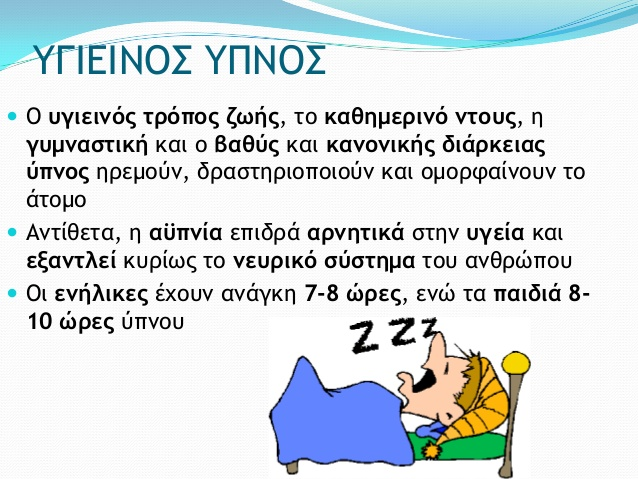 ΥΓΙΕΙΝΟΣ ΥΠΝΟΣ
Ο υγιεινός τρόπος ζωής, το καθημερινό ντους, η
γυμναστική και ο βαθύς και κανονικής διάρκειας
ύπνος ηρεμούν, δραστηριοποιούν και ομορφαίνουν το
άτομο
Αντίθετα, η αϋπνία επιδρά αρνητικά στην υγεία και
εξαντλεί κυρίως το νευρικό σύστημα του ανθρώπου
Οι ενήλικες έχουν ανάγκη 7-8 ώρες, ενώ τα παιδιά 8-
10 ώρες ύπνου
ZZZ